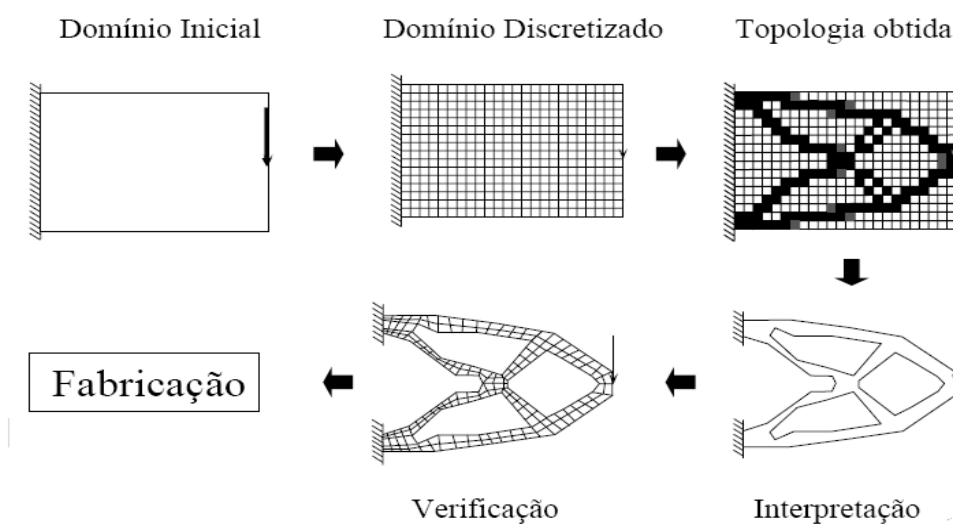 Domínio Inicial
Domínio Discretizado
Topologia obtida
Fabricação
Verificação
Interpretação